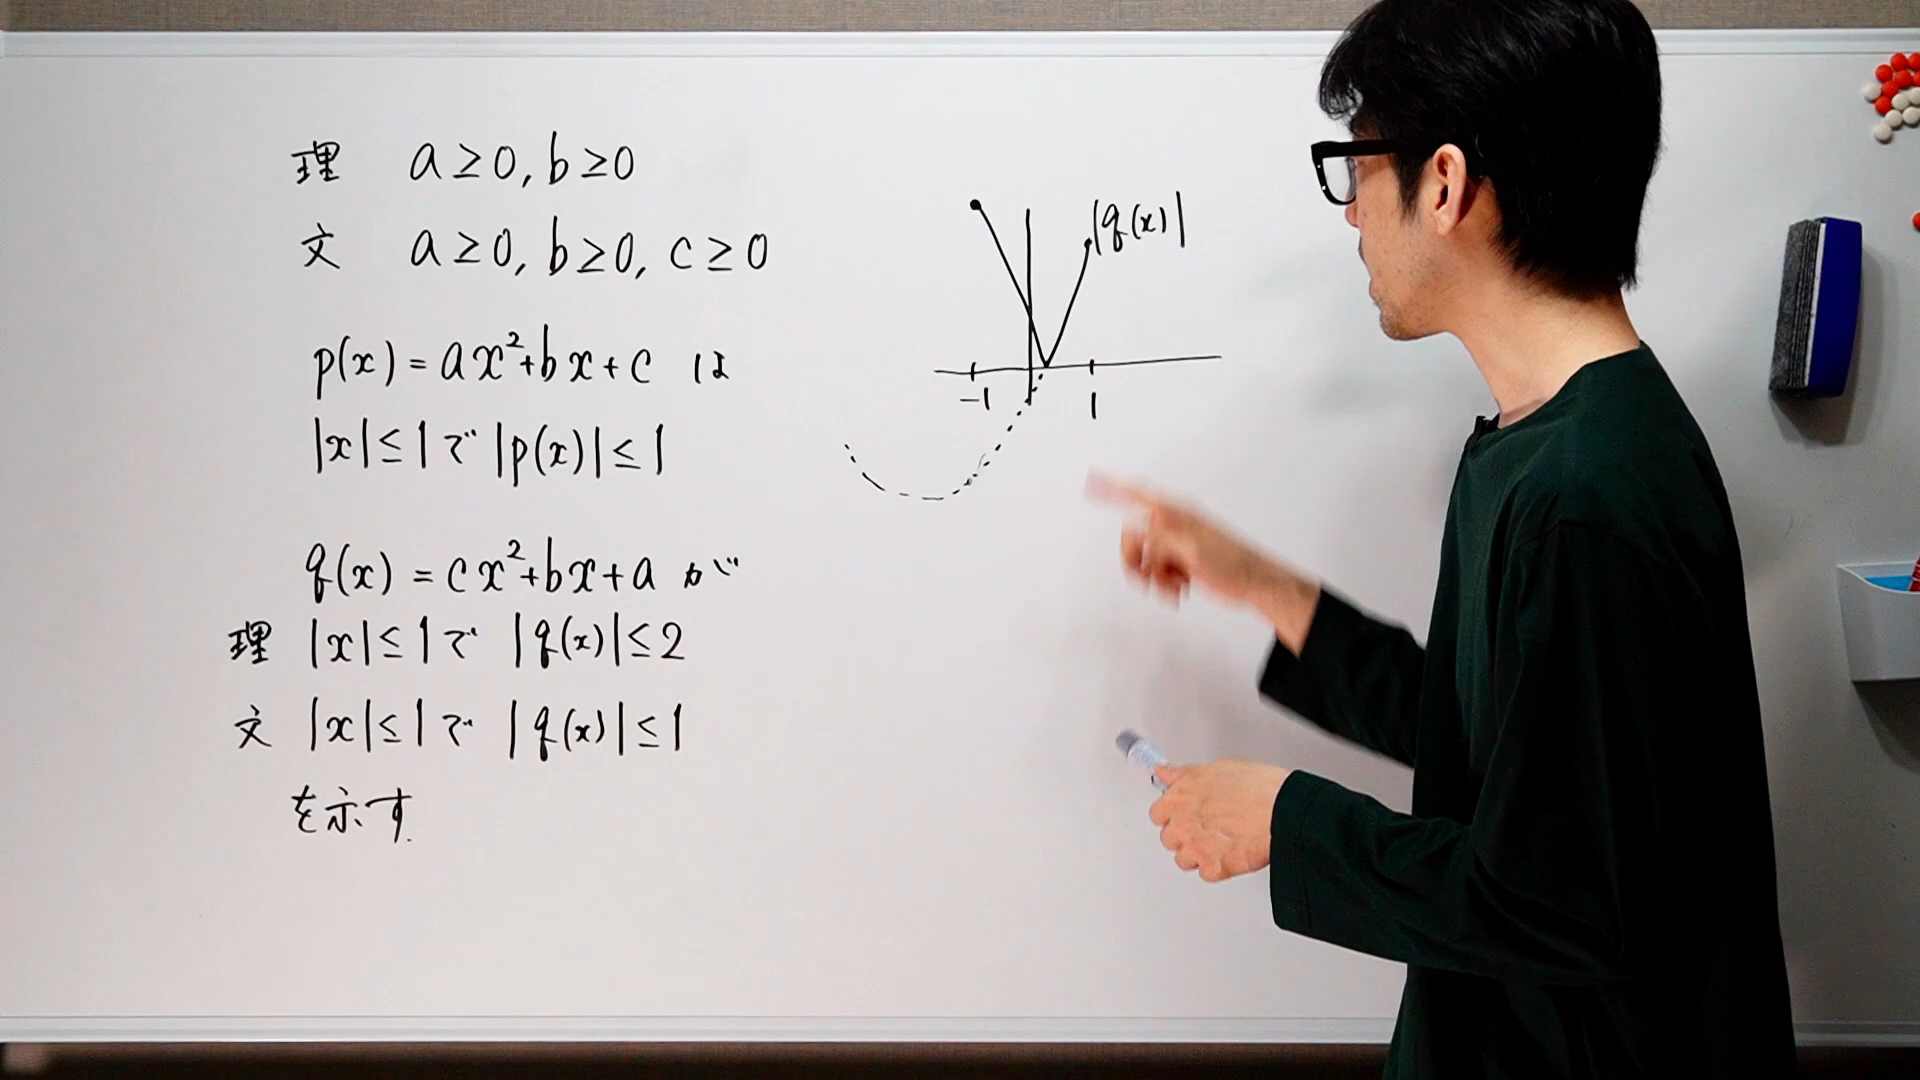 理 a≥0, b≥0
文 a≥0, b≥0, c≥0
p(x)=ax²+bx+c は
|x|≤1で|p(x)|≤1
q(x)=cx²+bx+a が
理 |x|≤1で |q(x)|≤2
文 |x|≤1で |q(x)|≤1
を示す.
|q(x)|
-1 1